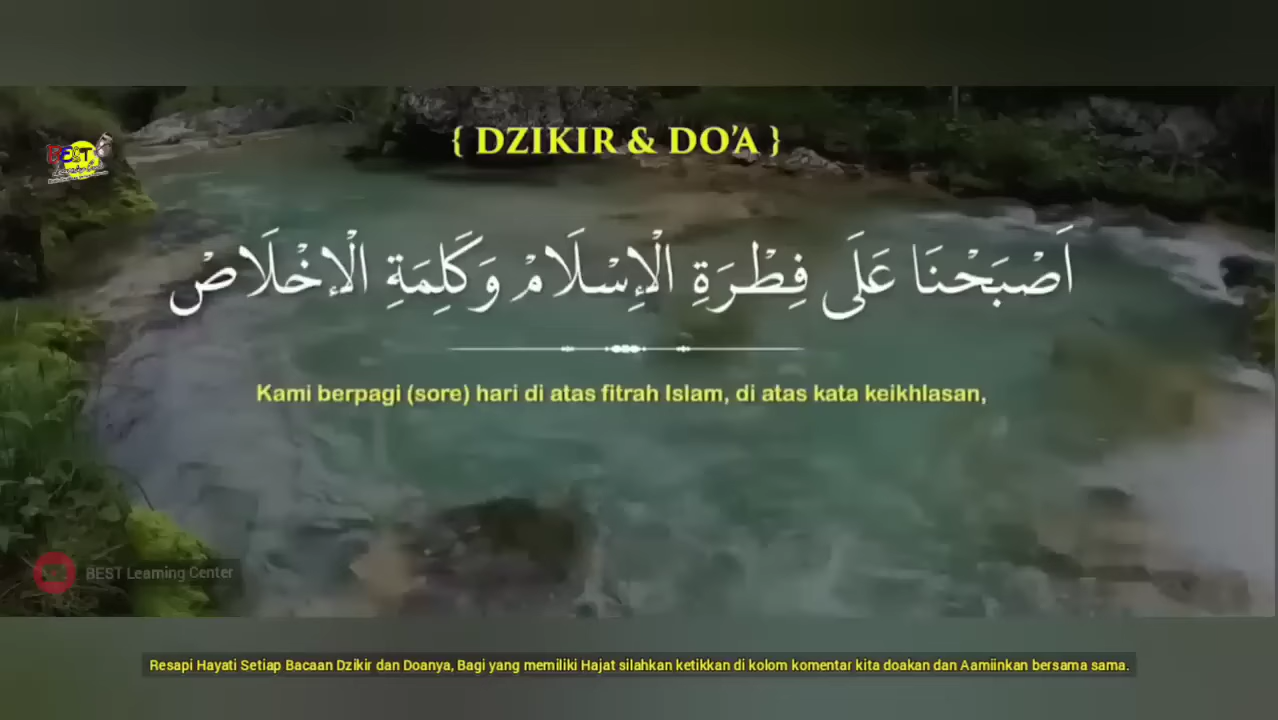 BEST
{ DZIKIR & DO'A }
اَصْبَحْنَا عَلَى فِطْرَةِ الْاِسْلَامْ وَكَلِمَةِ الْاِخْلَاصْ
Kami berpagi (sore) hari di atas fitrah Islam, di atas kata keikhlasan,
BEST Learning Center
Resapi Hayati Setiap Bacaan Dzikir dan Doanya, Bagi yang memiliki Hajat silahkan ketikkan di kolom komentar kita doakan dan Aamiinkan bersama sama.